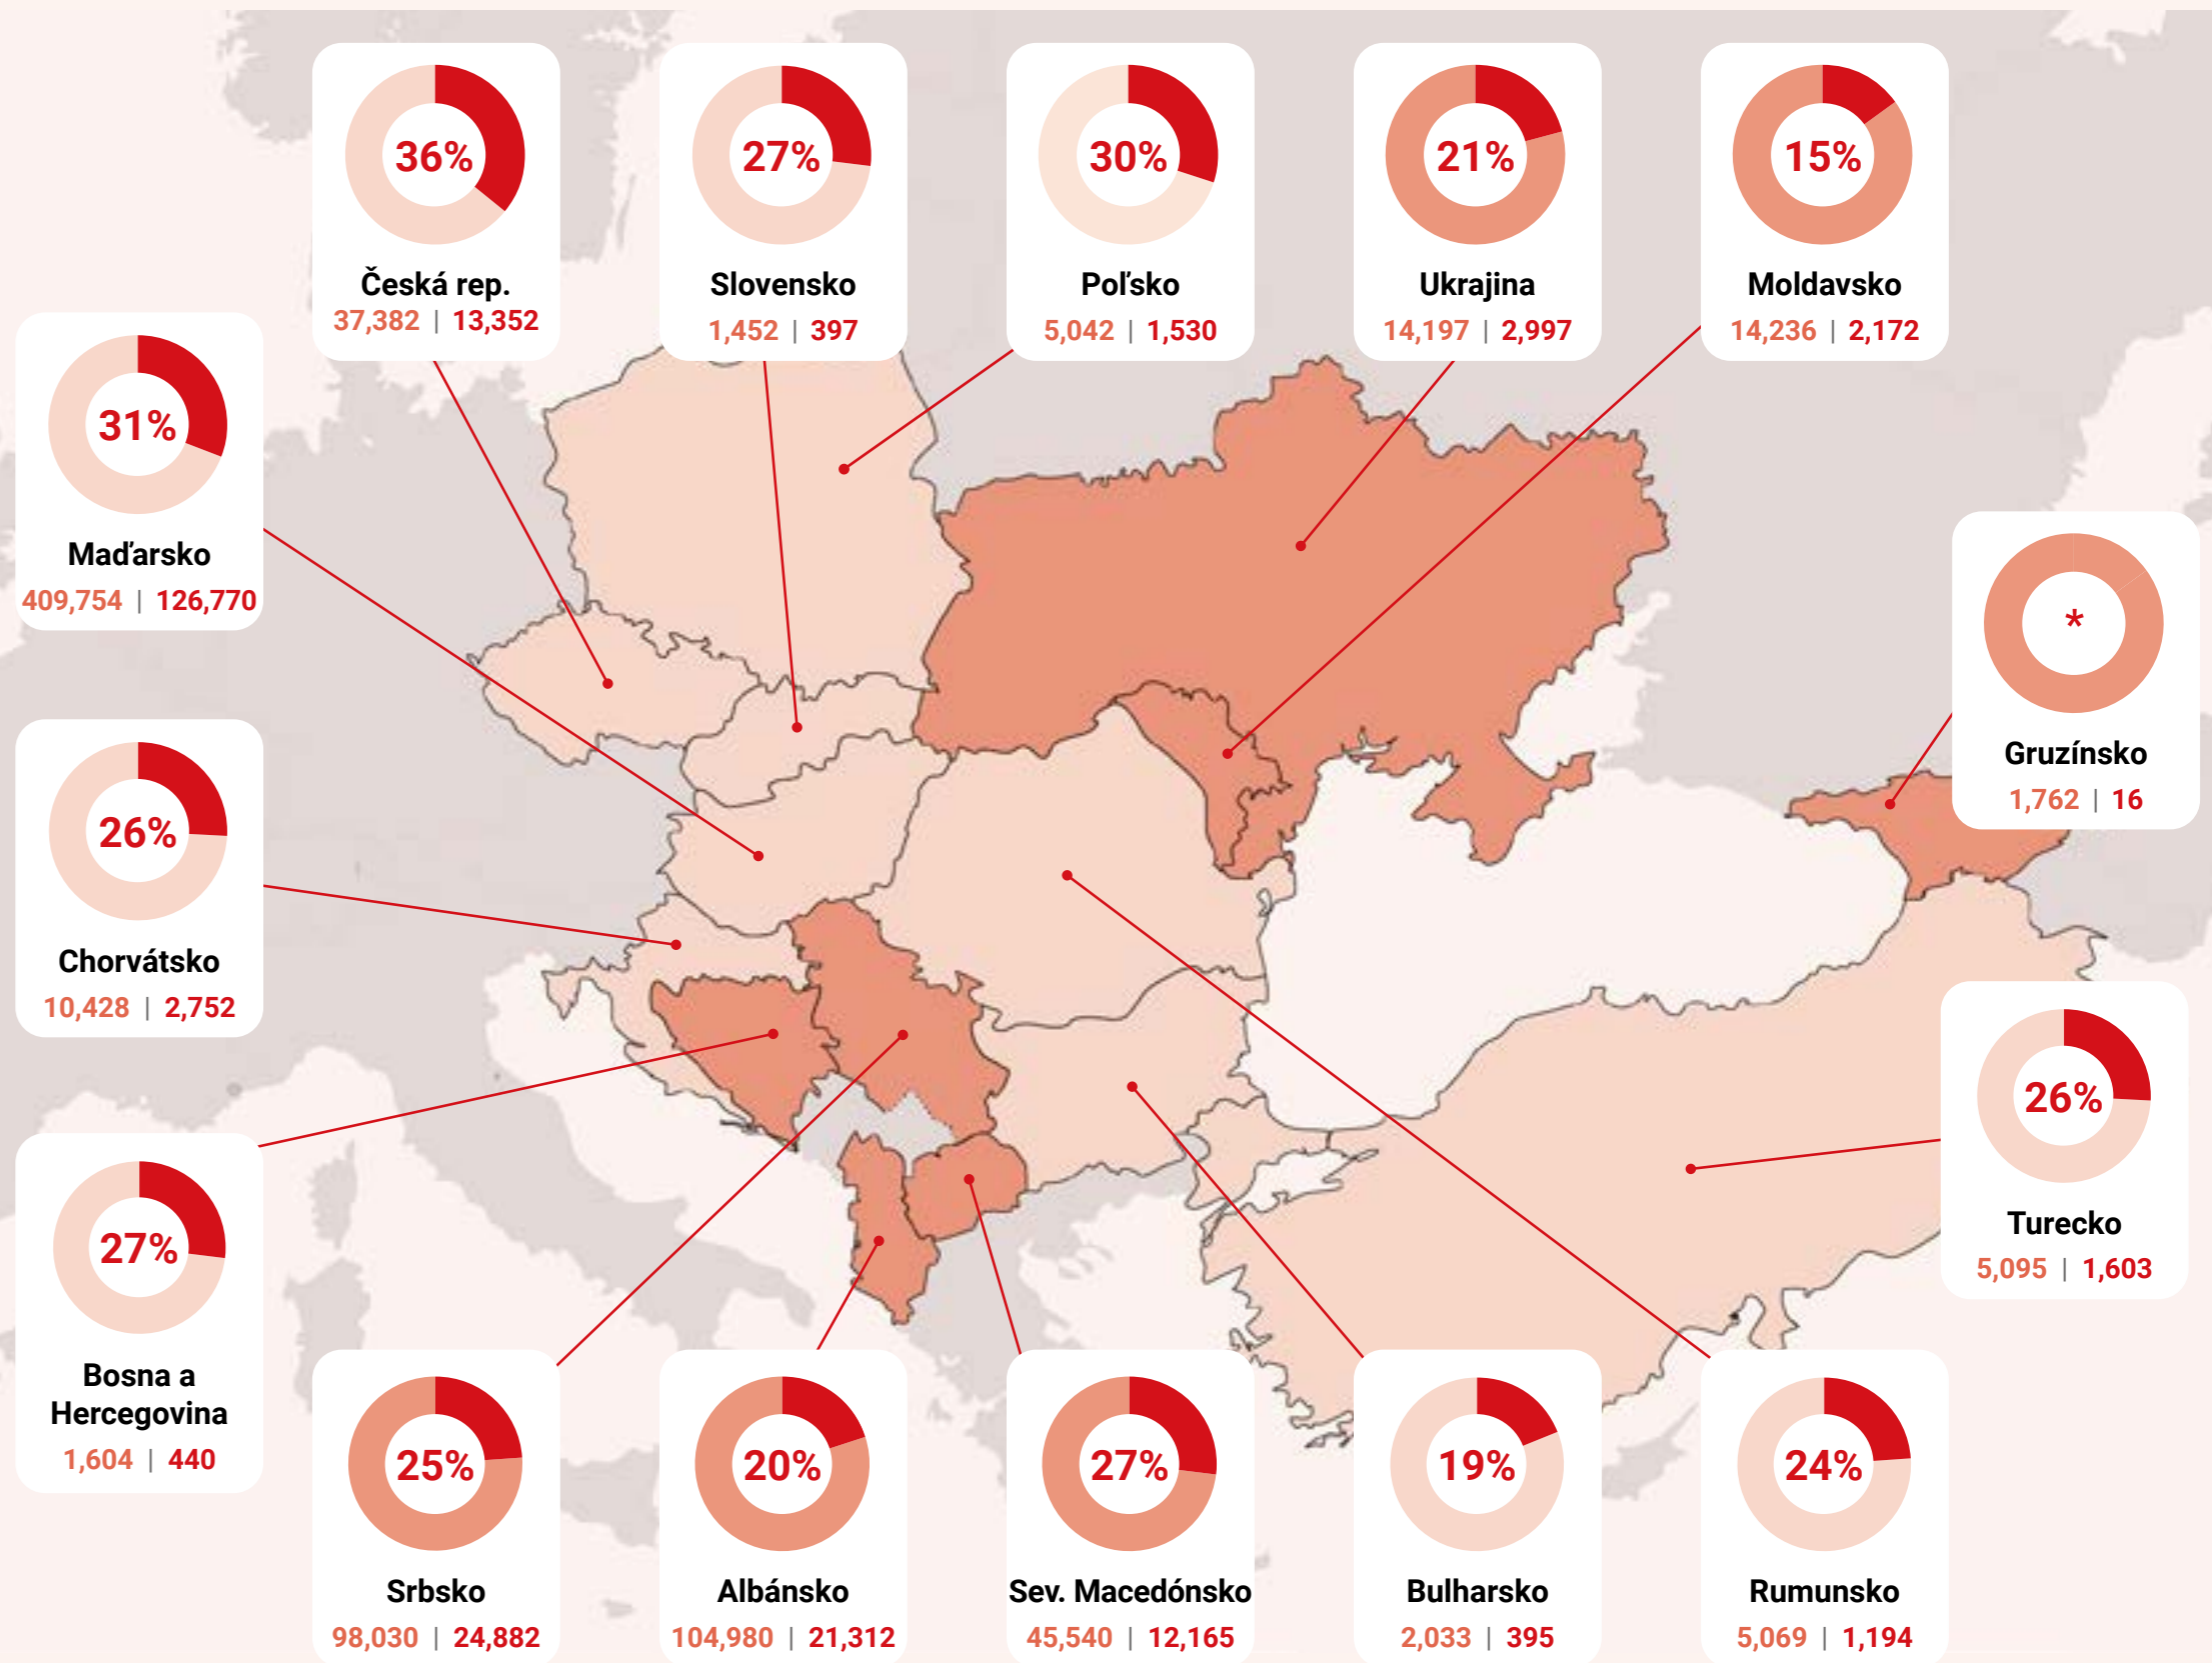 36%
Česká rep.
37,382 | 13,352
27%
Slovensko
1,452 | 397
30%
Poľsko
5,042 | 1,530
21%
Ukrajina
14,197 | 2,997
15%
Moldavsko
14,236 | 2,172
31%
Maďarsko
409,754 | 126,770
*
Gruzínsko
1,762 | 16
26%
Chorvátsko
10,428 | 2,752
26%
Turecko
5,095 | 1,603
27%
Bosna a
Hercegovina
1,604 | 440
25%
Srbsko
98,030 | 24,882
20%
Albánsko
104,980 | 21,312
27%
Sev. Macedónsko
45,540 | 12,165
19%
Bulharsko
2,033 | 395
24%
Rumunsko
5,069 | 1,194